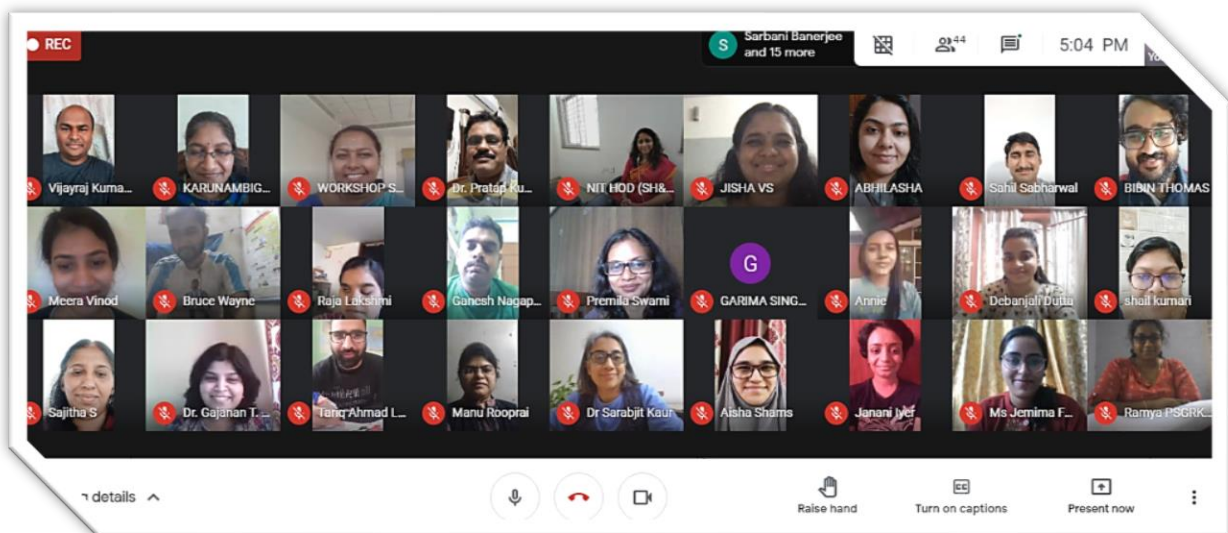 REC
S
Sarbani Banerjee
and 15 more
44
5:04 PM
Vijayraj Kuma...
KARUNAMBIG...
WORKSHOP S...
Dr. Pratap Ku...
NIT HOD (SH&...
JISHA VS
ABHILASHA
Sahil Sabharwal
BIBIN THOMAS
Meera Vinod
Bruce Wayne
Raja Lakshmi
Ganesh Nagap...
Premila Swami
G
GARIMA SING...
Annie
Debanjali Dutta
shail kumari
Sajitha S
Dr. Gajanan T. ...
Tariq Ahmad L...
Manu Rooprai
Dr Sarabjit Kaur
Aisha Shams
Janani Iyer
Ms Jemima F...
Ramya PSGRK...
details
Raise hand
CC
Turn on captions
Present now